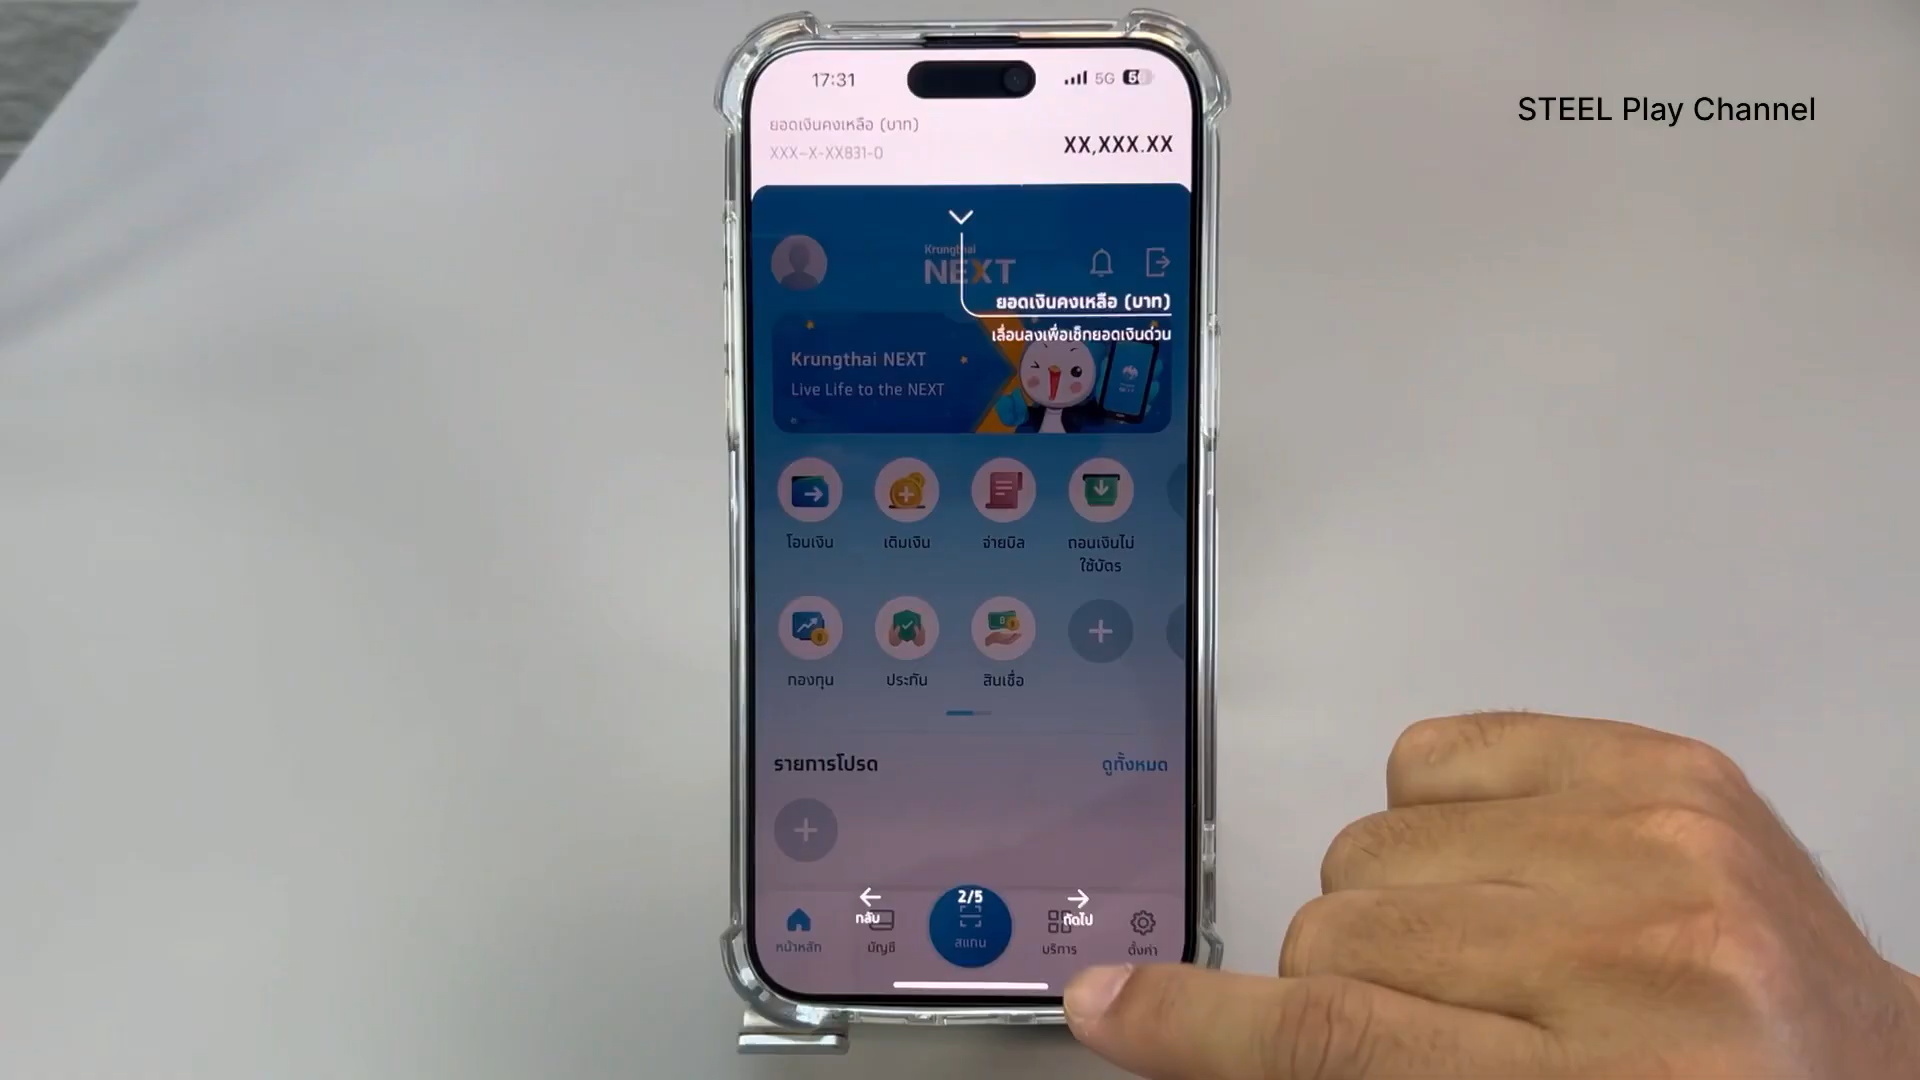 17:31
5G
STEEL Play Channel
ยอดเงินคงเหลือ (บาท)
XX,XXX.XX
XXX-X-XX831-0
Krungthai
NEXT
ยอดเงินคงเหลือ (บาท)
เลื่อนลงเพื่อเช็กยอดเงินด่วน
Krungthai NEXT
Live Life to the NEXT
โอนเงิน
เติมเงิน
จ่ายบิล
ถอนเงินไม่
ใช้บัตร
กองทุน
ประกัน
สินเชื่อ
รายการโปรด
ดูทั้งหมด
2/5
กลับ
ถัดไป
หน้าหลัก
บัญชี
สแกน
บริการ
ตั้งค่า